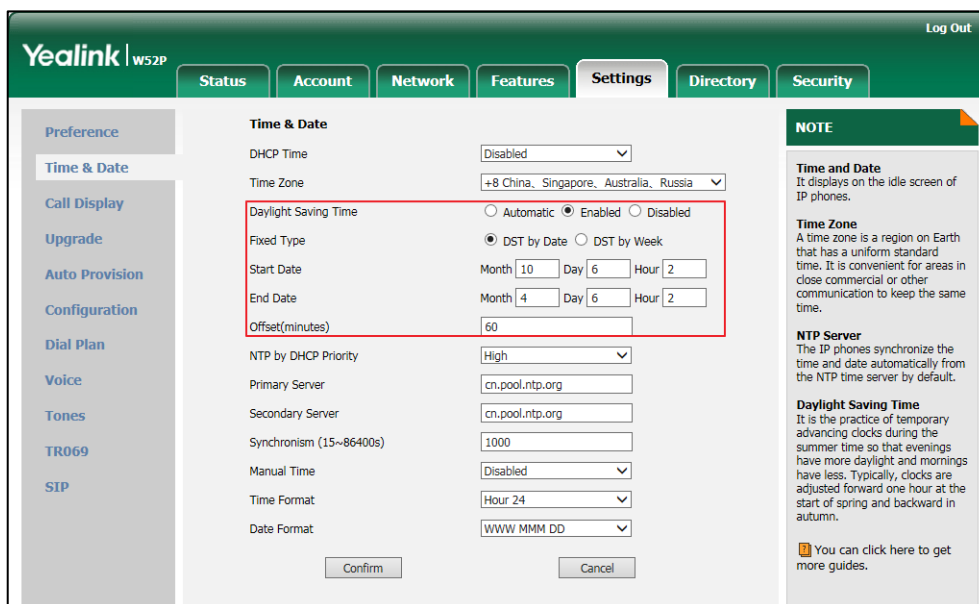 Log Out
Yealink | W52P
Status Account Network Features Settings Directory Security
Preference
Time & Date
Call Display
Upgrade
Auto Provision
Configuration
Dial Plan
Voice
Tones
TR069
SIP
Time & Date
DHCP Time Disabled
Time Zone +8 China、Singapore、Australia、Russia
Daylight Saving Time Automatic Enabled Disabled
Fixed Type DST by Date DST by Week
Start Date Month 10 Day 6 Hour 2
End Date Month 4 Day 6 Hour 2
Offset(minutes) 60
NTP by DHCP Priority High
Primary Server cn.pool.ntp.org
Secondary Server cn.pool.ntp.org
Synchronism (15~86400s) 1000
Manual Time Disabled
Time Format Hour 24
Date Format WWW MMM DD
Confirm Cancel
NOTE
Time and Date
It displays on the idle screen of
IP phones.
Time Zone
A time zone is a region on Earth
that has a uniform standard
time. It is convenient for areas in
close commercial or other
communication to keep the same
time.
NTP Server
The IP phones synchronize the
time and date automatically from
the NTP time server by default.
Daylight Saving Time
It is the practice of temporary
advancing clocks during the
summer time so that evenings
have more daylight and mornings
have less. Typically, clocks are
adjusted forward one hour at the
start of spring and backward in
autumn.
You can click here to get
more guides.